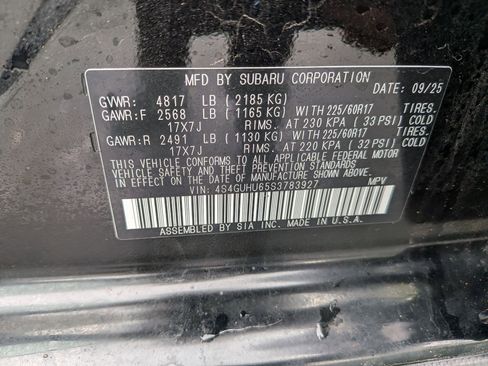 MFD BY SUBARU CORPORATION DATE: 09/25
GVWR: 4817 LB (2185 KG)
GAWR:F 2568 LB (1165 KG) WITH 225/60R17 TIRES.
17X7J RIMS. AT 230 KPA (33 PSI) COLD
GAWR:R 2491 LB (1130 KG) WITH 225/60R17 TIRES.
17X7J RIMS. AT 220 KPA (32 PSI) COLD
THIS VEHICLE CONFORMS TO ALL APPLICABLE FEDERAL MOTOR
VEHICLE SAFETY AND THEFT PREVENTION STANDARDS
IN EFFECT ON THE DATE OF MANUFACTURE SHOWN ABOVE.
VIN: 4S4GUHU65S3783927 MPV
ASSEMBLED BY SIA INC. MADE IN U.S.A.